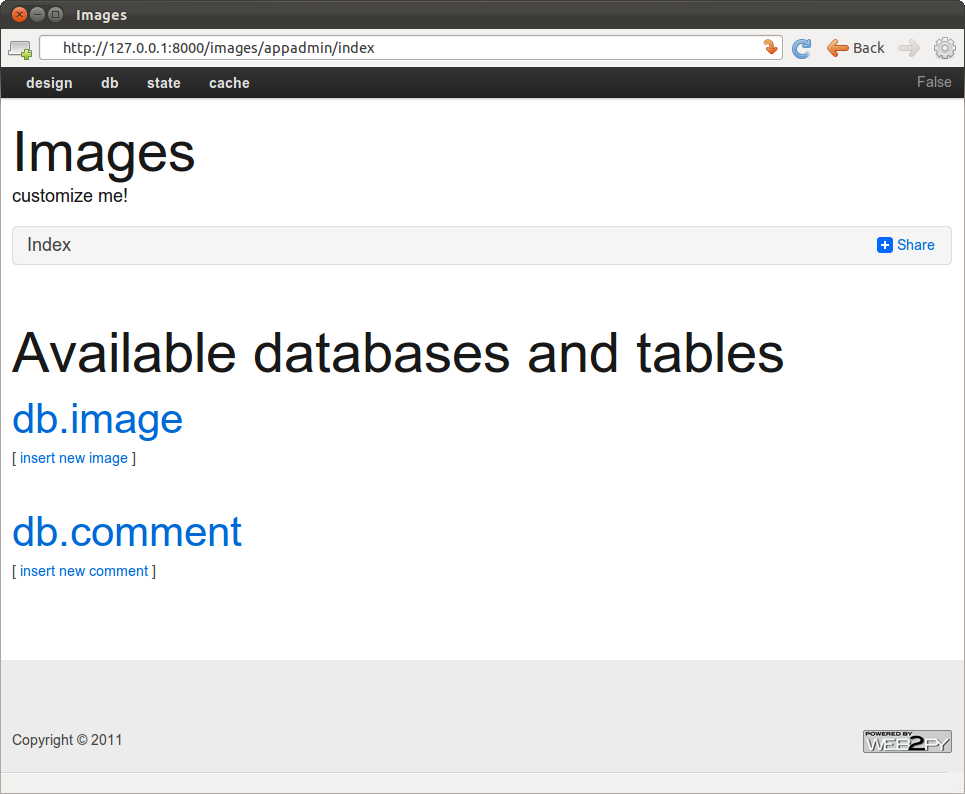 Images
http://127.0.0.1:8000/images/appadmin/index
Back
design db state cache False
Images
customize me!
Index Share
Available databases and tables
db.image
[ insert new image ]
db.comment
[ insert new comment ]
Copyright © 2011
POWERED BY
WEB2PY